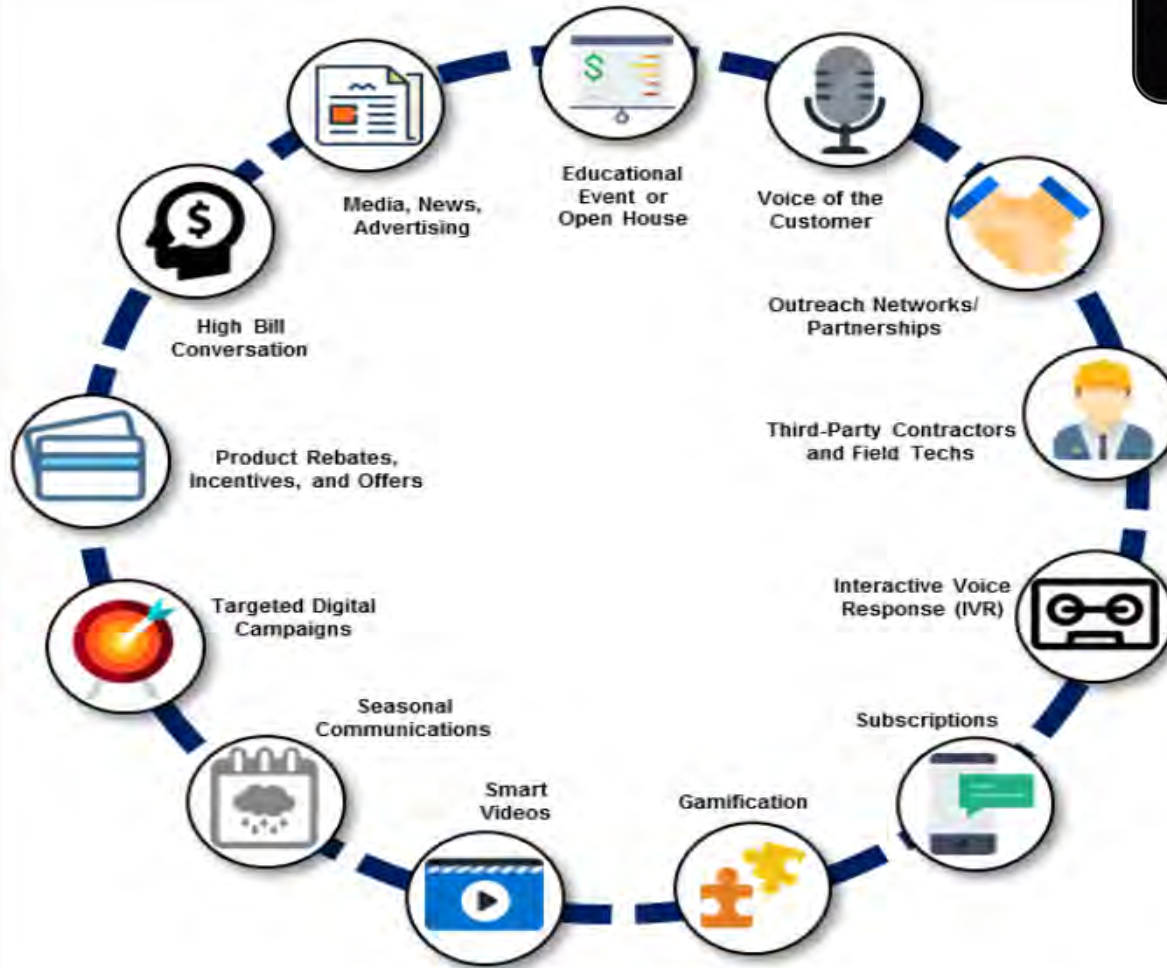 Educational
Event or
Open House
Voice of the
Customer
Outreach Networks/
Partnerships
Third-Party Contractors
and Field Techs
Interactive Voice
Response (IVR)
Subscriptions
Gamification
Smart
Videos
Seasonal
Communications
Targeted Digital
Campaigns
Product Rebates,
Incentives, and Offers
High Bill
Conversation
Media, News,
Advertising
$
$